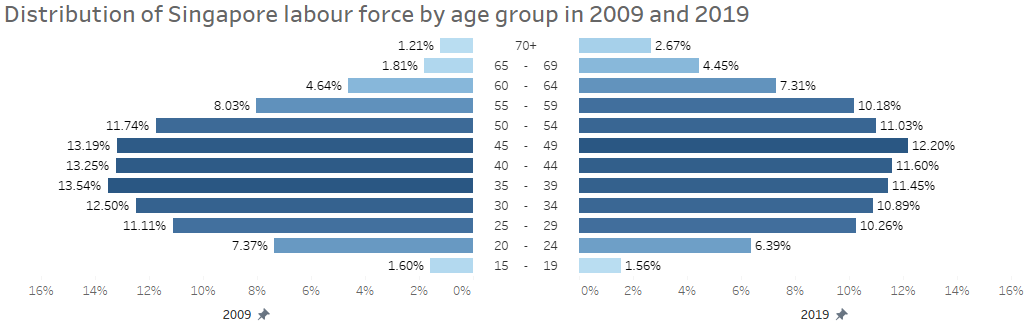 Distribution of Singapore labour force by age group in 2009 and 2019
1.21% 70+ 2.67%
1.81% 65 - 69 4.45%
4.64% 60 - 64 7.31%
8.03% 55 - 59 10.18%
11.74% 50 - 54 11.03%
13.19% 45 - 49 12.20%
13.25% 40 - 44 11.60%
13.54% 35 - 39 11.45%
12.50% 30 - 34 10.89%
11.11% 25 - 29 10.26%
7.37% 20 - 24 6.39%
1.60% 15 - 19 1.56%
16% 14% 12% 10% 8% 6% 4% 2% 0% 0% 2% 4% 6% 8% 10% 12% 14% 16%
2009 2019